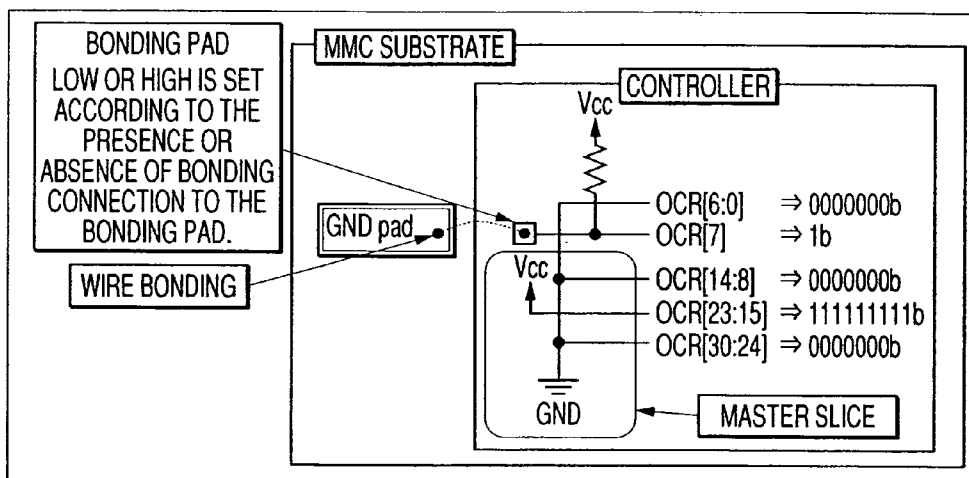 BONDING PAD
LOW OR HIGH IS SET
ACCORDING TO THE
PRESENCE OR
ABSENCE OF BONDING
CONNECTION TO THE
BONDING PAD.
MMC SUBSTRATE
CONTROLLER
Vcc
GND pad
OCR[6:0] ⇒ 0000000b
OCR[7] ⇒ 1b
WIRE BONDING
Vcc
OCR[14:8] ⇒ 0000000b
OCR[23:15] ⇒ 111111111b
OCR[30:24] ⇒ 0000000b
GND
MASTER SLICE